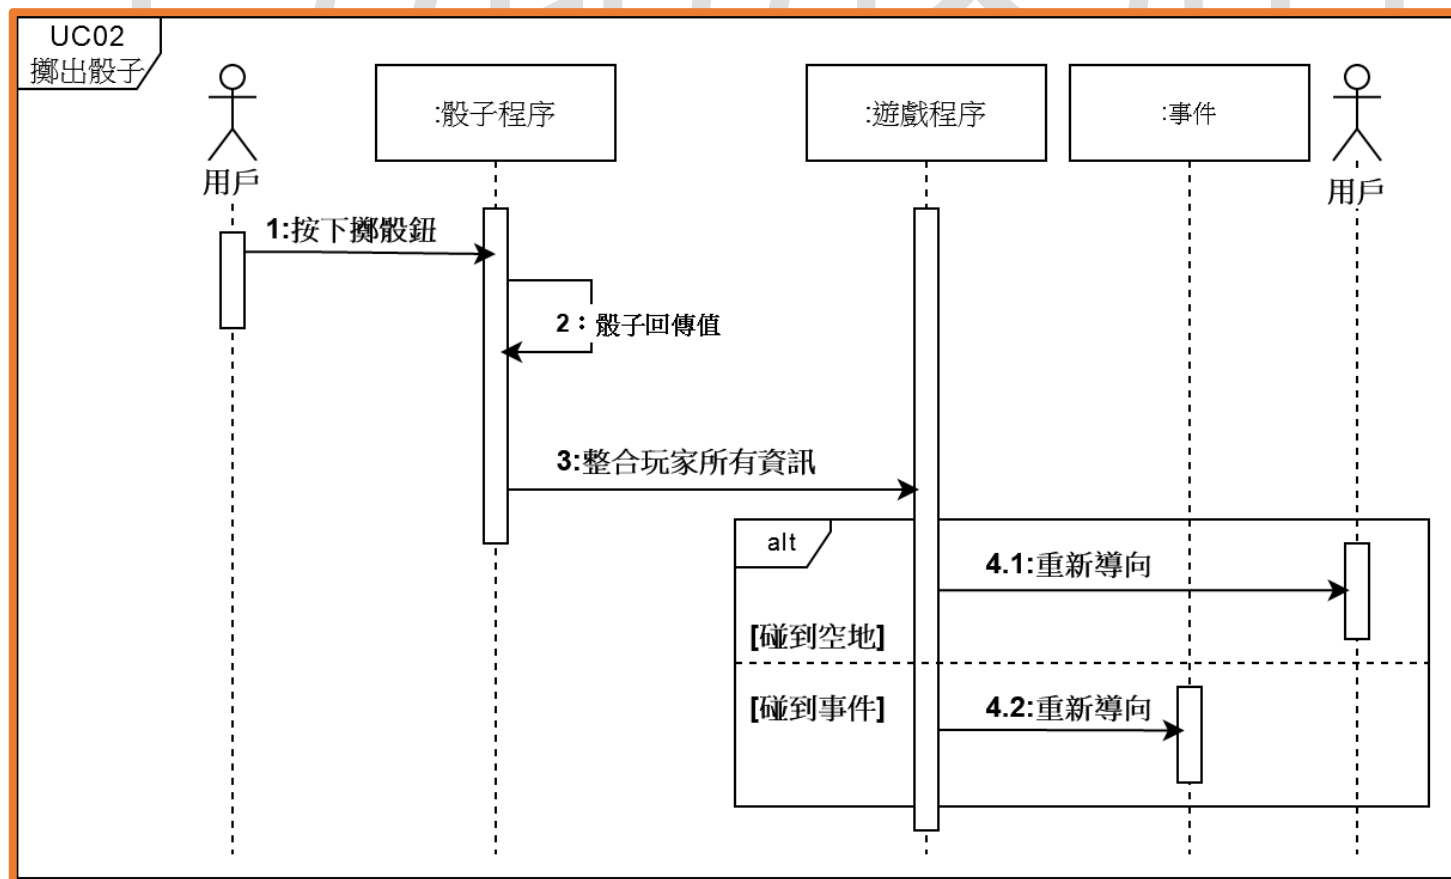 UC02
擲出骰子
用戶
:骰子程序
:遊戲程序
:事件
用戶
1:按下擲骰鈕
2：骰子回傳值
3:整合玩家所有資訊
alt
4.1:重新導向
[碰到空地]
[碰到事件]
4.2:重新導向